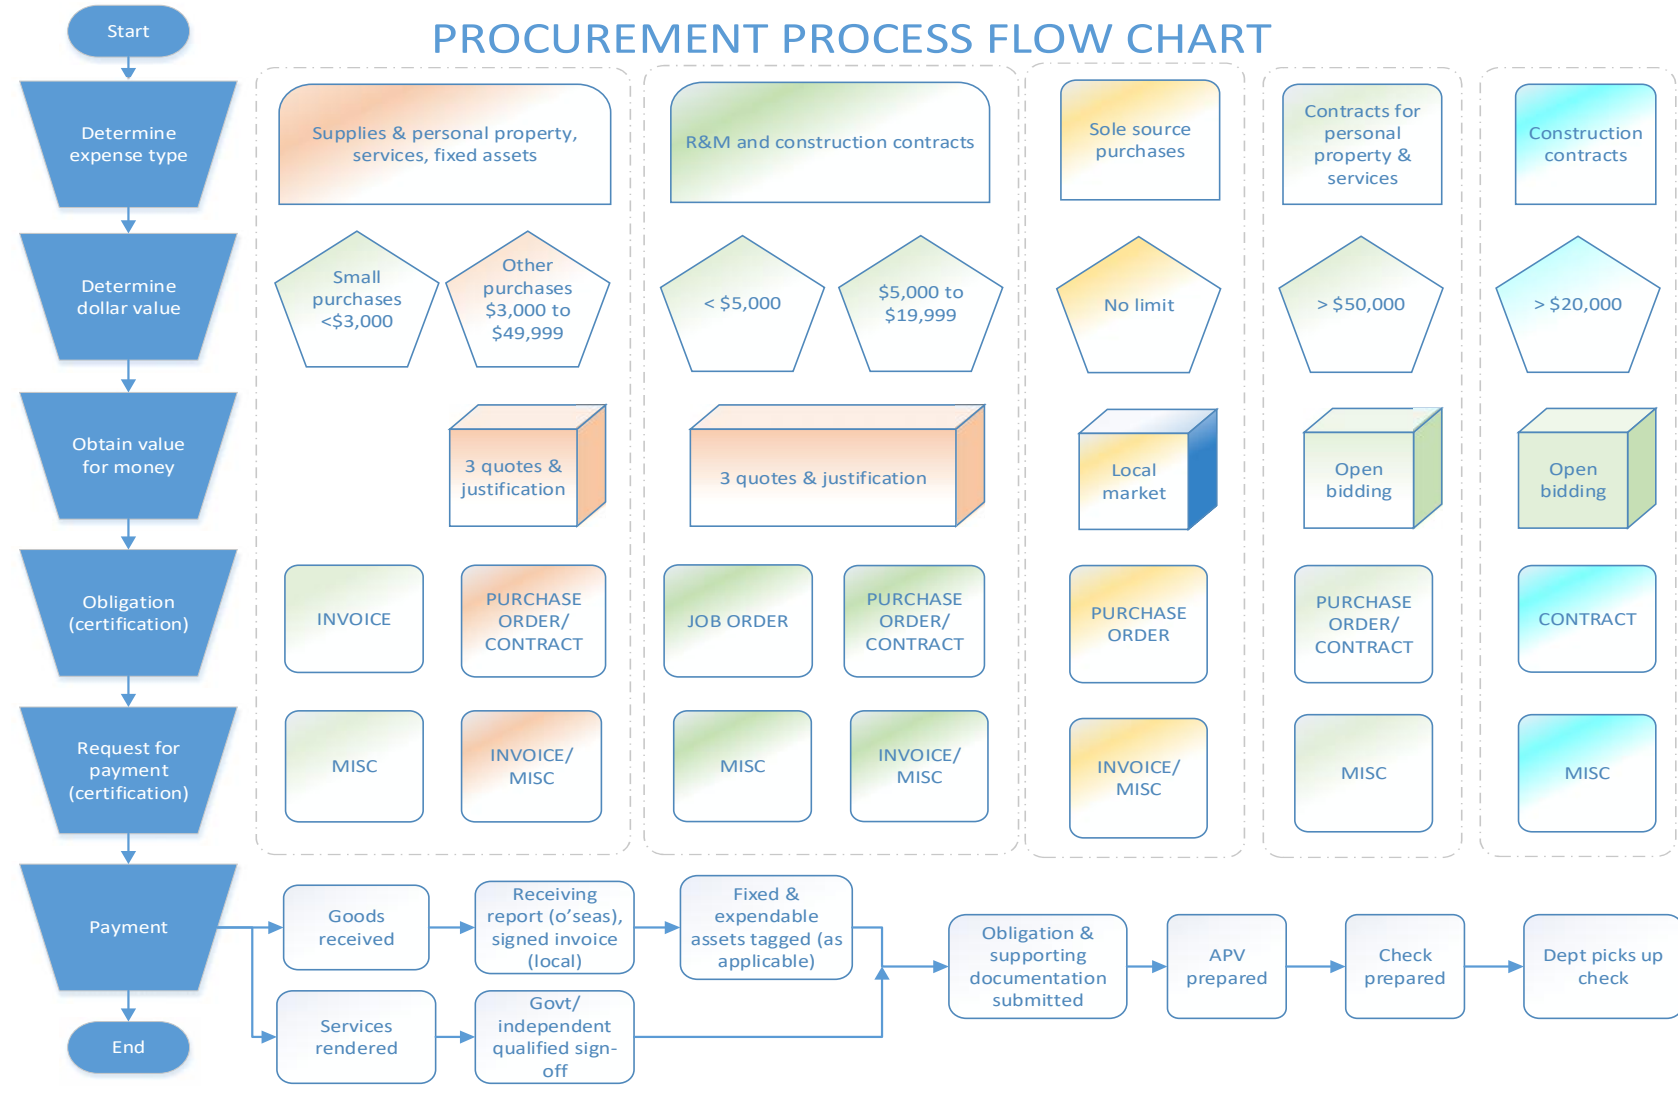 PROCUREMENT PROCESS FLOW CHART
Start
Determine
expense type
Supplies & personal property,
services, fixed assets
R&M and construction contracts
Sole source
purchases
Contracts for
personal
property &
services
Construction
contracts
Determine
dollar value
Small
purchases
<$3,000
Other
purchases
$3,000 to
$49,999
< $5,000
$5,000 to
$19,999
No limit
> $50,000
> $20,000
Obtain value
for money
3 quotes &
justification
3 quotes & justification
Local
market
Open
bidding
Open
bidding
Obligation
(certification)
INVOICE
PURCHASE
ORDER/
CONTRACT
JOB ORDER
PURCHASE
ORDER/
CONTRACT
PURCHASE
ORDER
PURCHASE
ORDER/
CONTRACT
CONTRACT
Request for
payment
(certification)
MISC
INVOICE/
MISC
MISC
INVOICE/
MISC
INVOICE/
MISC
MISC
MISC
Payment
Goods
received
Receiving
report (o'seas),
signed invoice
(local)
Fixed &
expendable
assets tagged (as
applicable)
Services
rendered
Govt/
independent
qualified sign-
off
Obligation &
supporting
documentation
submitted
APV
prepared
Check
prepared
Dept picks up
check
End